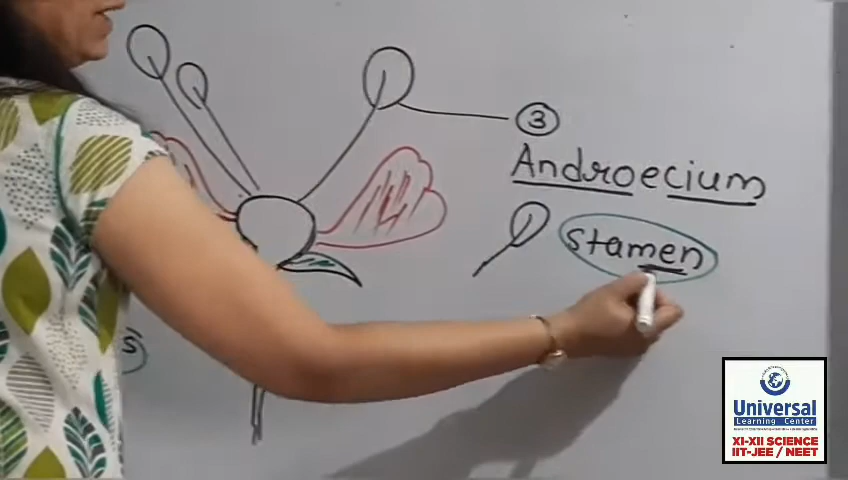 3
Androecium
stamen
S
Universal
Learning Center
XI-XII SCIENCE
IIT-JEE / NEET